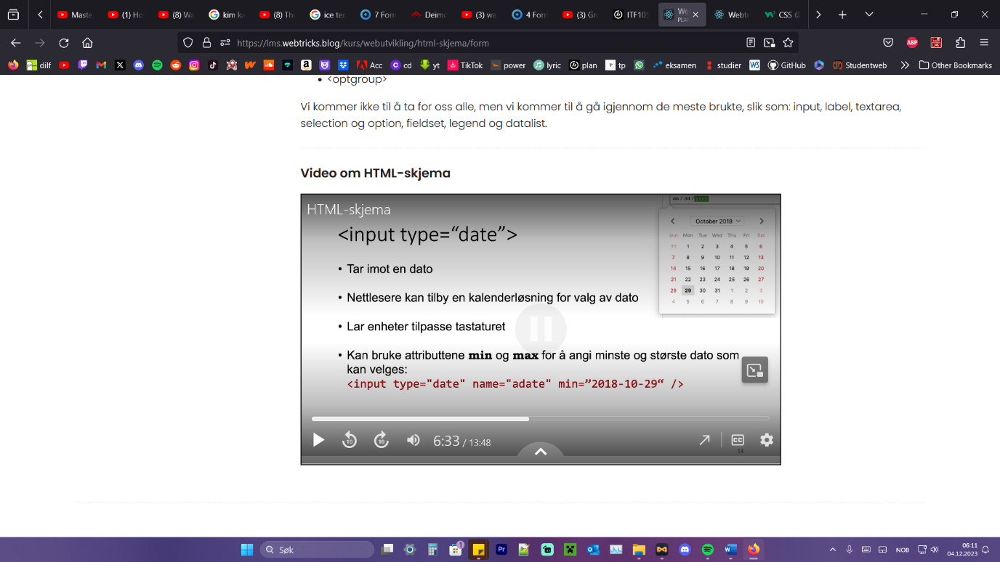 Maste
(1) Ho
(8) Wa
kim ka
(8) The
ice ter
7 Form
Deimo
(3) wa
4 Form
(3) Gr
ITF105
We
PLAY
Webtr
CSS @
https://lms.webtricks.blog/kurs/webutvikling/html-skjema/form
ABP
dilf
Acc
cd
yt
TikTok
power
lyric
plan
tp
eksamen
studier
W3
GitHub
Studentweb
Other Bookmarks
<optgroup>
Vi kommer ikke til å ta for oss alle, men vi kommer til å gå igjennom de meste brukte, slik som: input, label, textarea,
selection og option, fieldset, legend og datalist.
Video om HTML-skjema
HTML-skjema
mm / dd / yyyy
October 2018
Sun Mon Tue Wed Thu Fri Sat
30 1 2 3 4 5 6
7 8 9 10 11 12 13
14 15 16 17 18 19 20
21 22 23 24 25 26 27
28 29 30 31 1 2 3
4 5 6 7 8 9 10
<input type=“date”>
• Tar imot en dato
• Nettlesere kan tilby en kalenderløsning for valg av dato
• Lar enheter tilpasse tastaturet
• Kan bruke attributtene min og max for å angi minste og største dato som
kan velges:
<input type="date" name="adate" min=”2018-10-29“ />
10
10
6:33 / 13:48
CC
14
Søk
1
Pr
NOB
06:11
04.12.2023